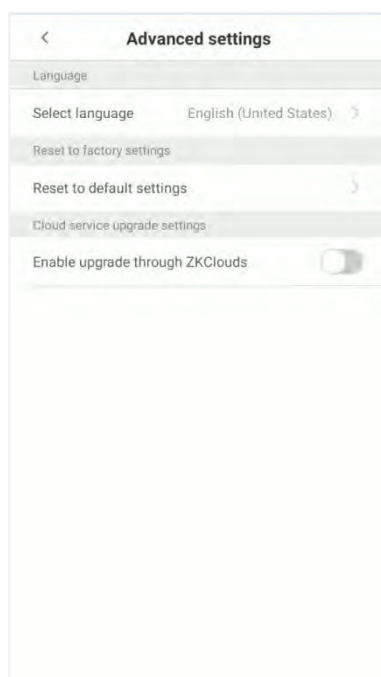 Advanced settings
Language
Select language English (United States)
Reset to factory settings
Reset to default settings
Cloud service upgrade settings
Enable upgrade through ZKClouds